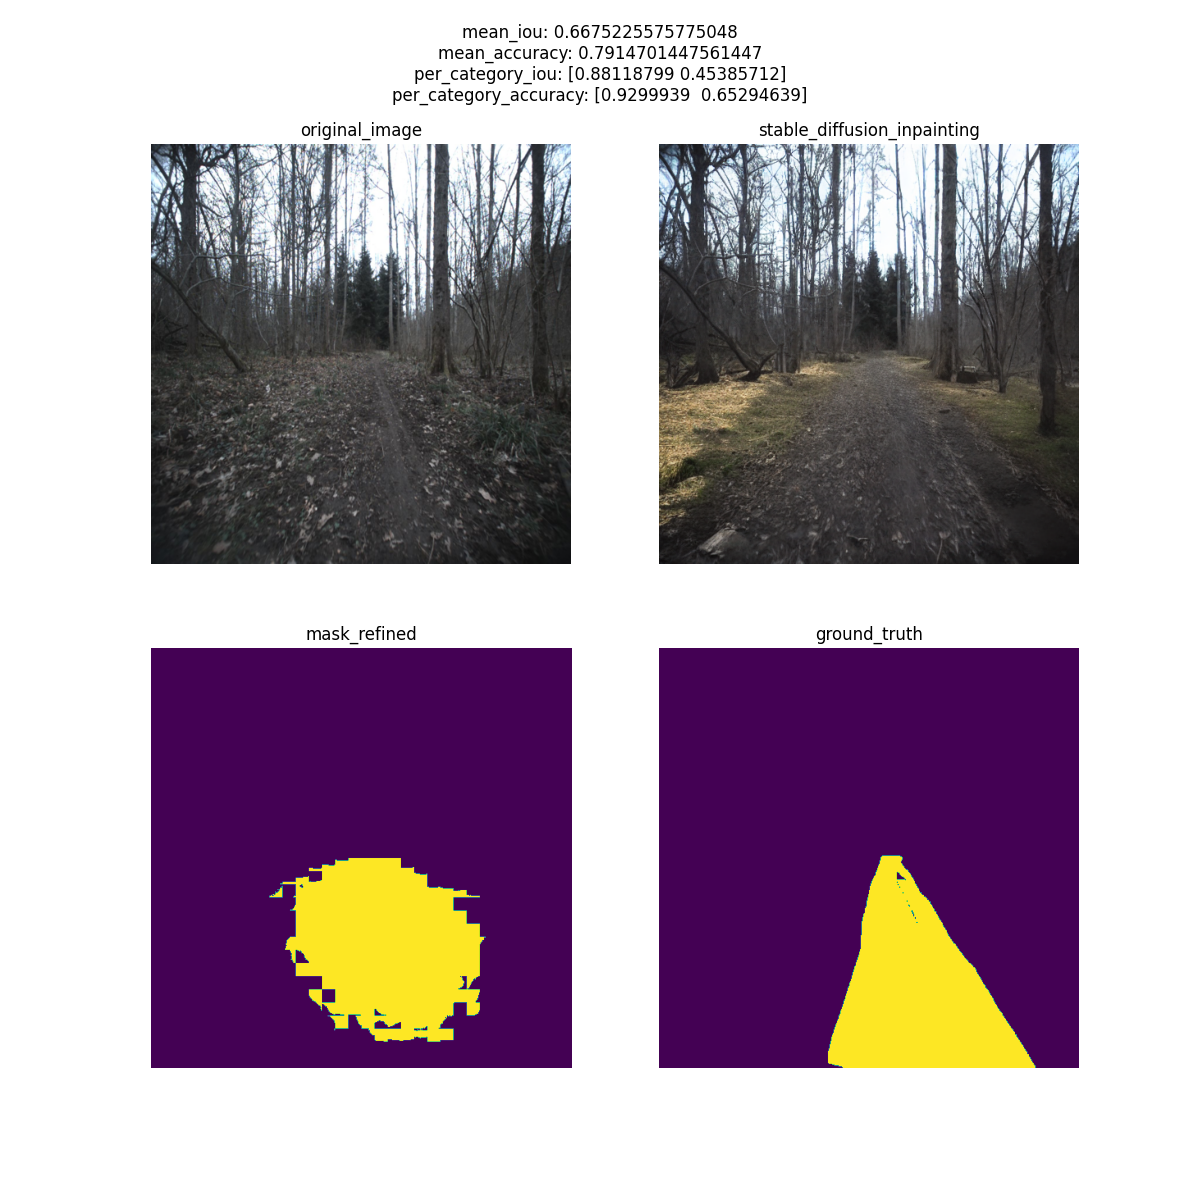 mean_iou: 0.6675225575775048
mean_accuracy: 0.7914701447561447
per_category_iou: [0.88118799 0.45385712]
per_category_accuracy: [0.9299939  0.65294639]
original_image
stable_diffusion_inpainting
mask_refined
ground_truth